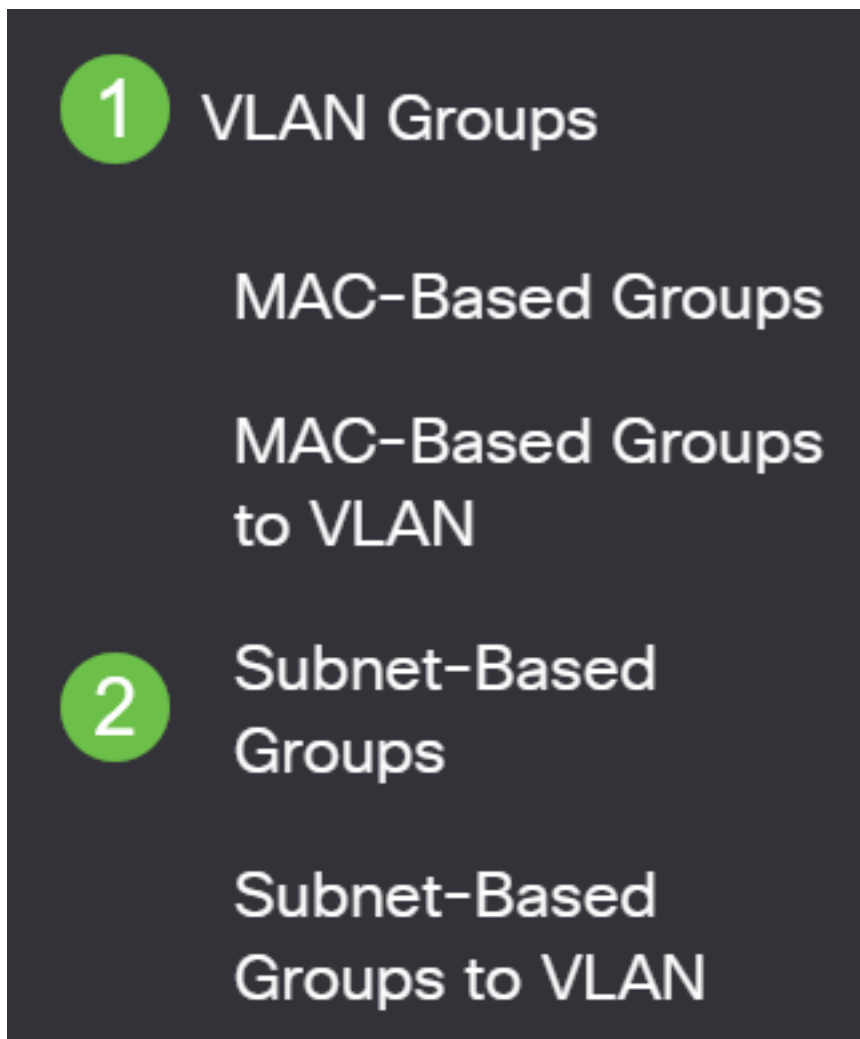 1 VLAN Groups
MAC-Based Groups
MAC-Based Groups
to VLAN
2 Subnet-Based
Groups
Subnet-Based
Groups to VLAN